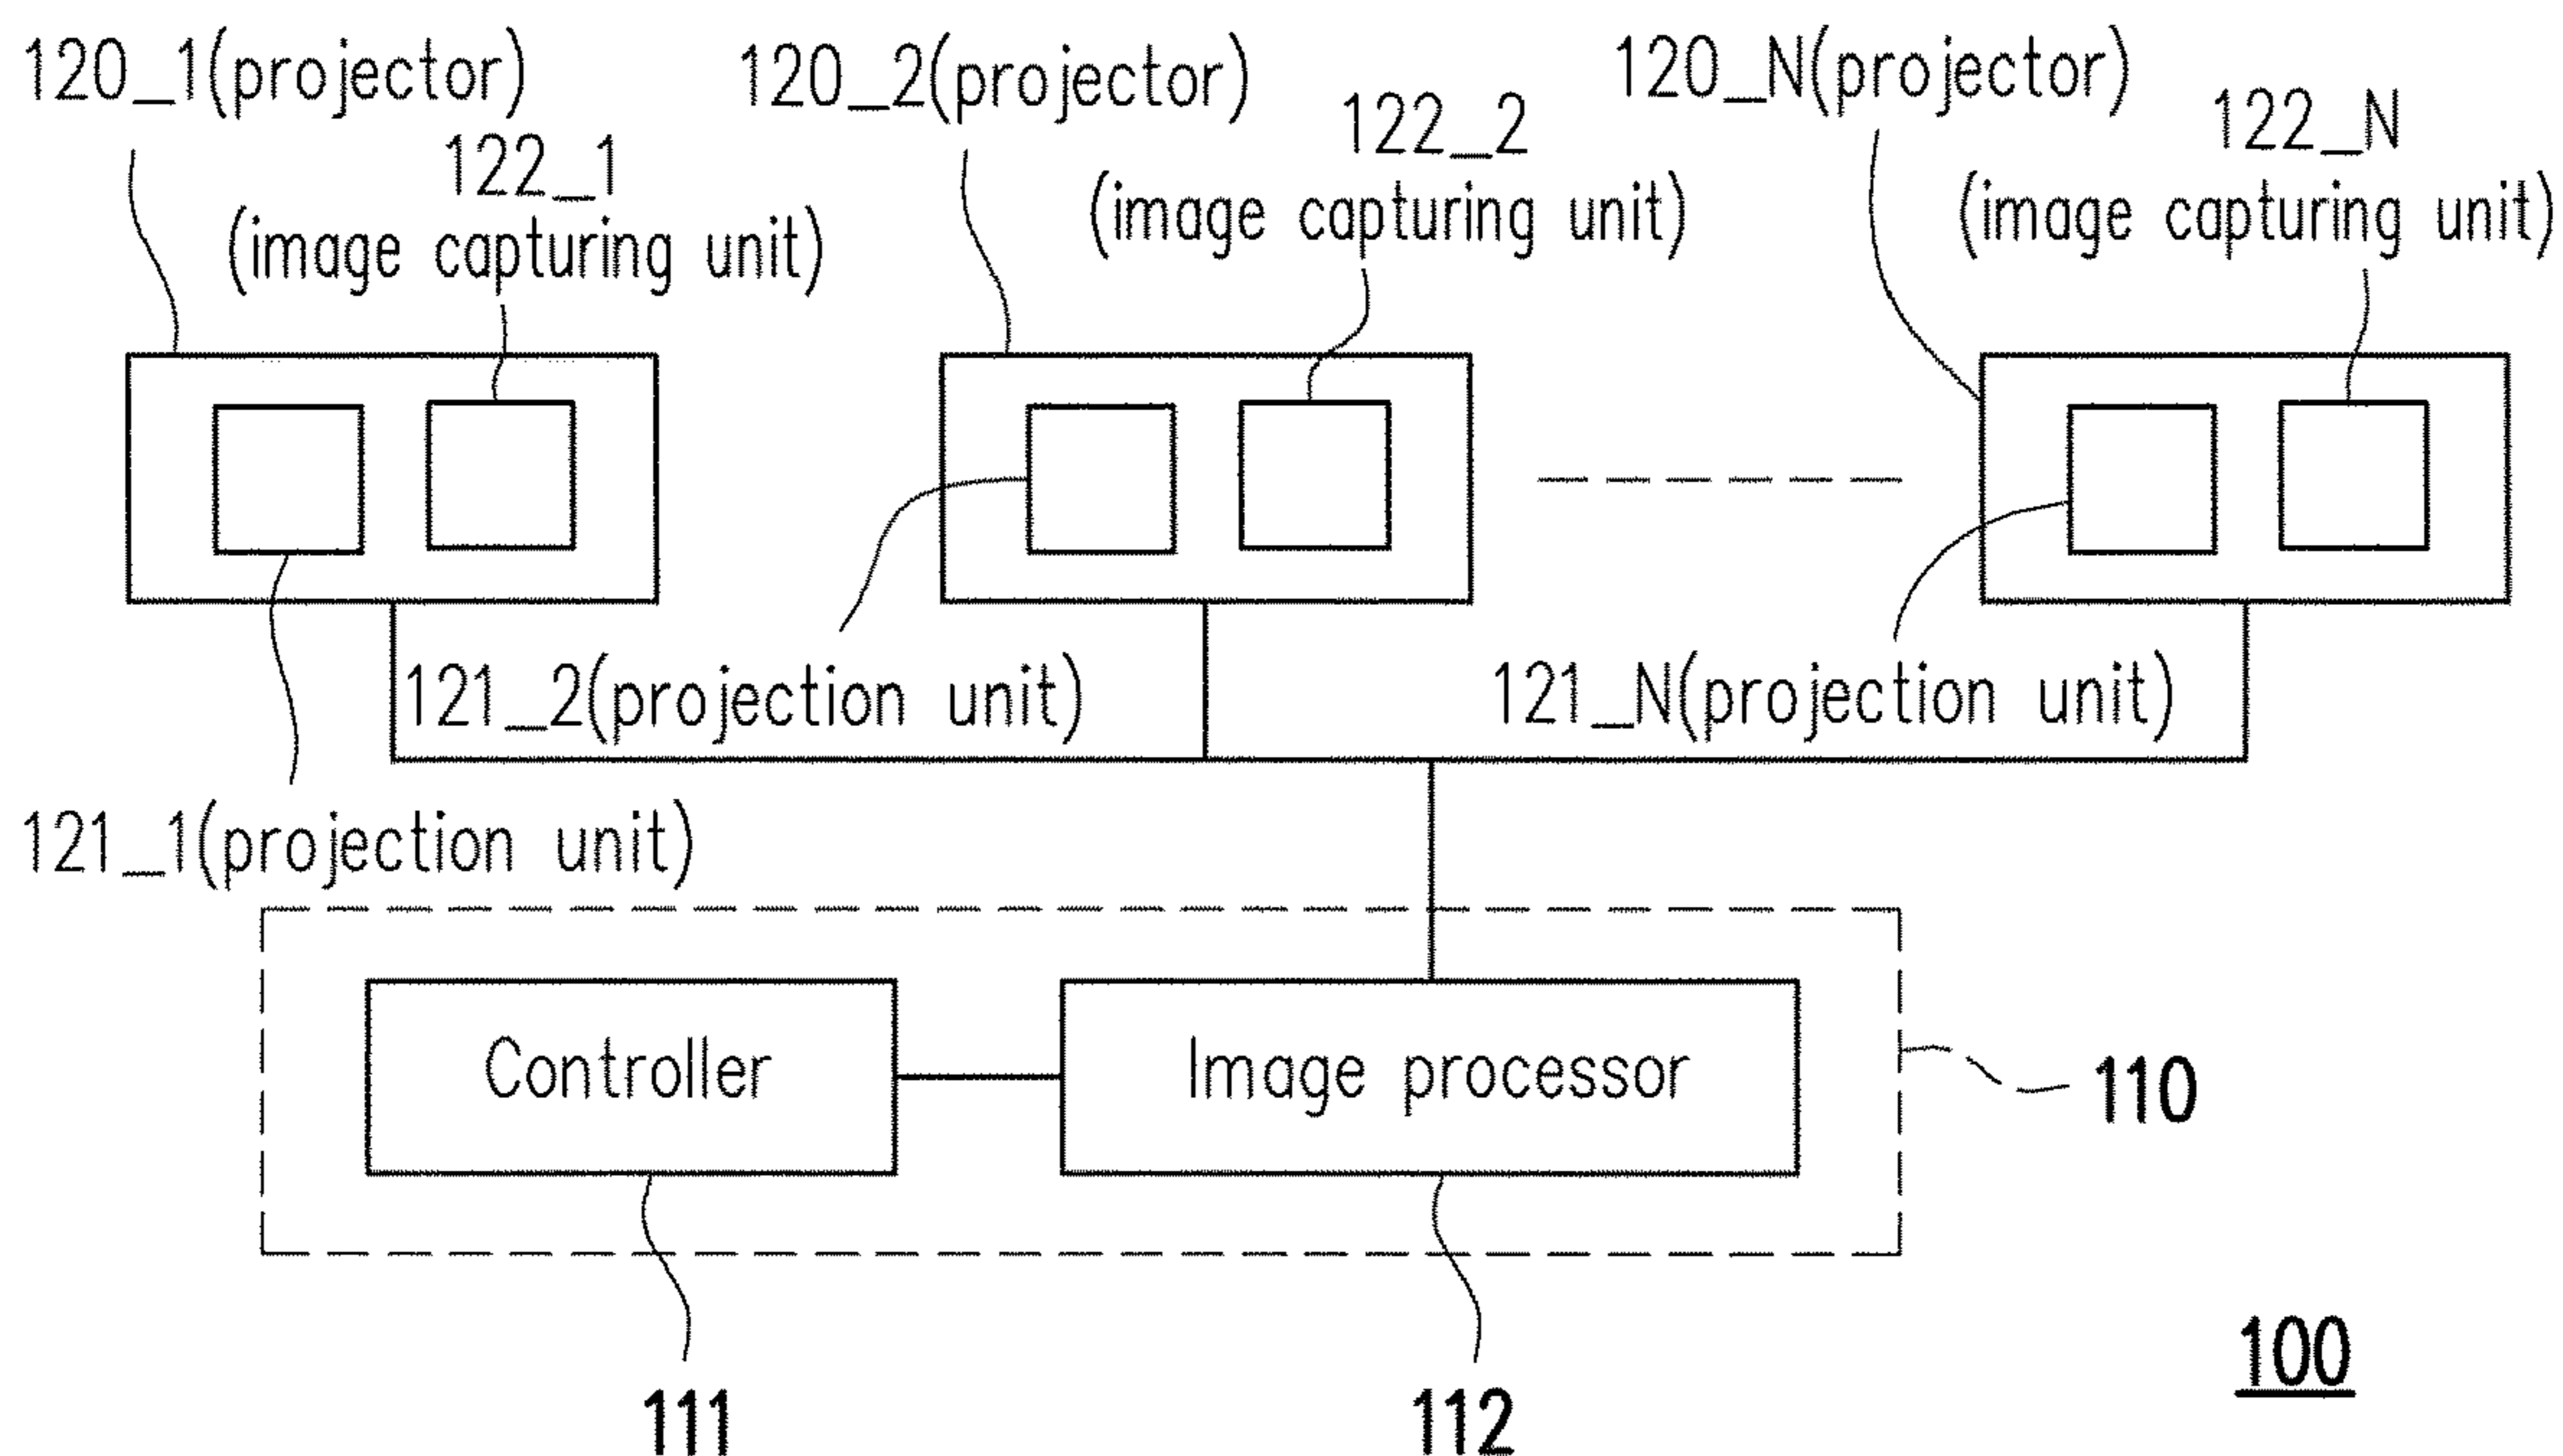 120_1(projector)
122_1
(image capturing unit)
120_2(projector)
122_2
(image capturing unit)
120_N(projector)
122_N
(image capturing unit)
121_2(projection unit)
121_N(projection unit)
121_1(projection unit)
Controller
Image processor
110
111
112
100